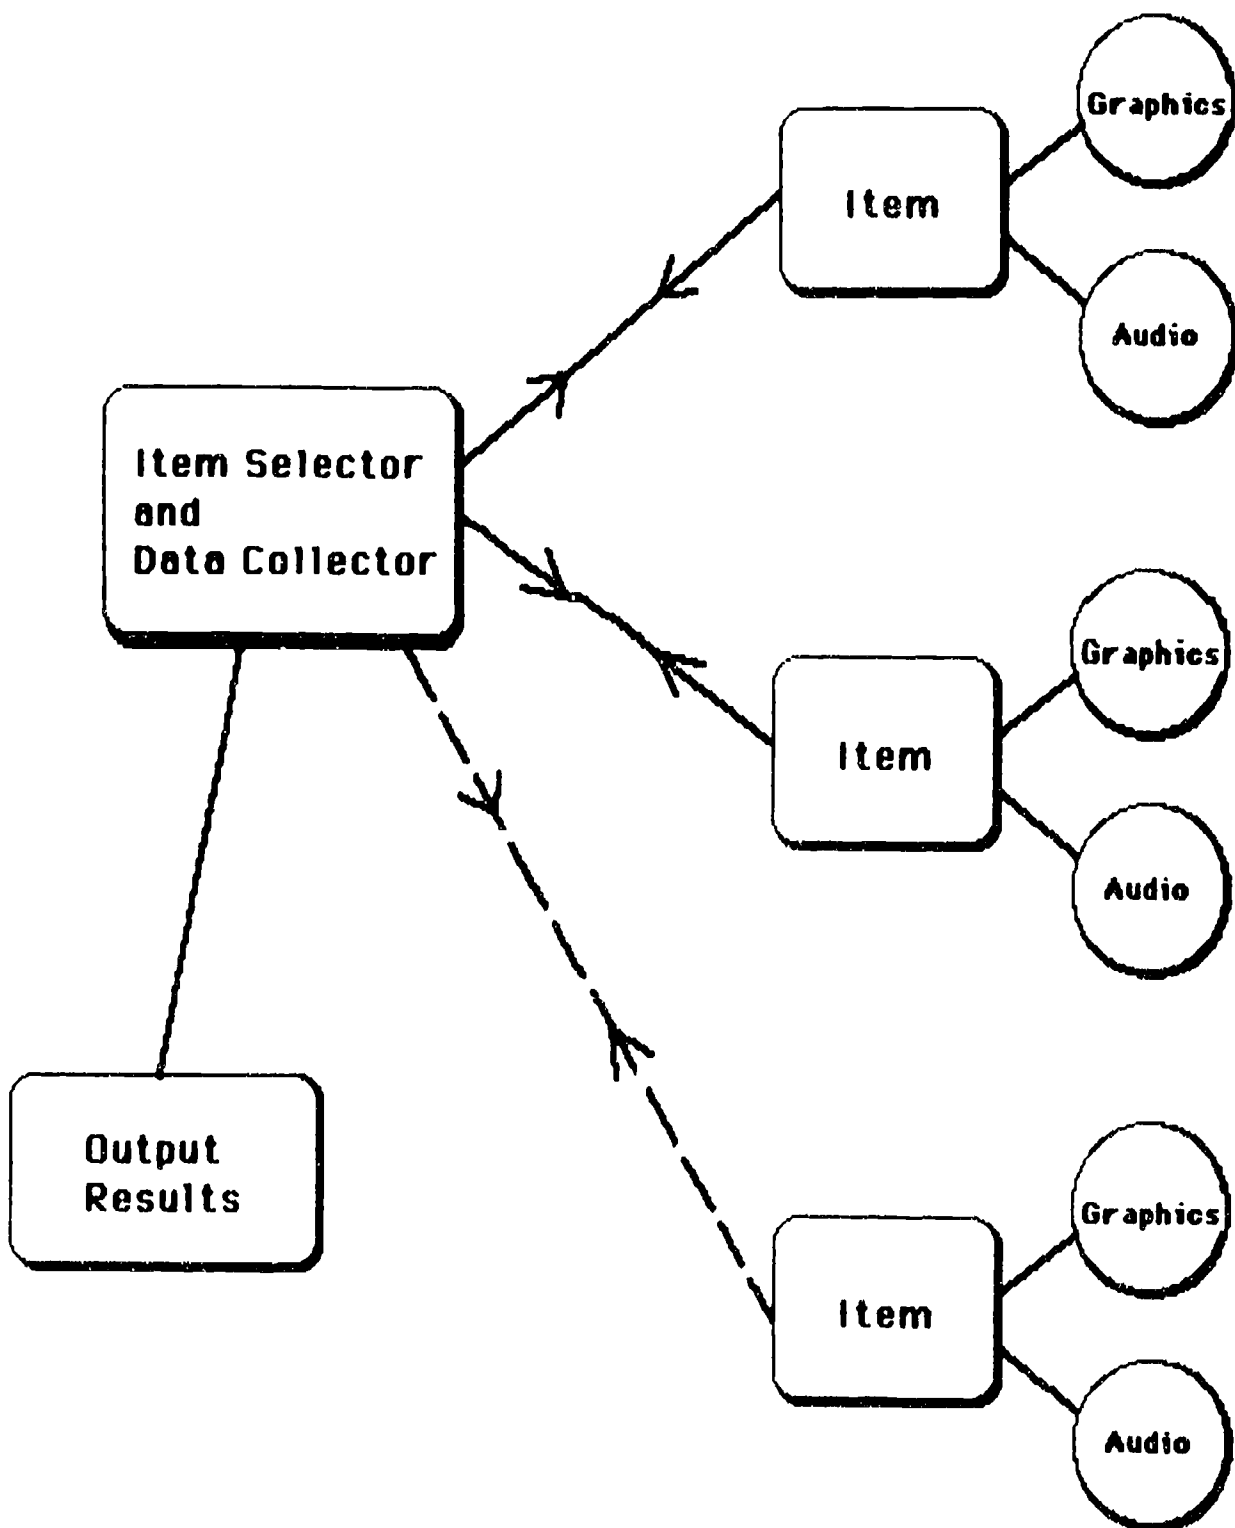 Graphics
Item
Audio
Item Selector
and
Data Collector
Graphics
Item
Audio
Output
Results
Graphics
Item
Audio